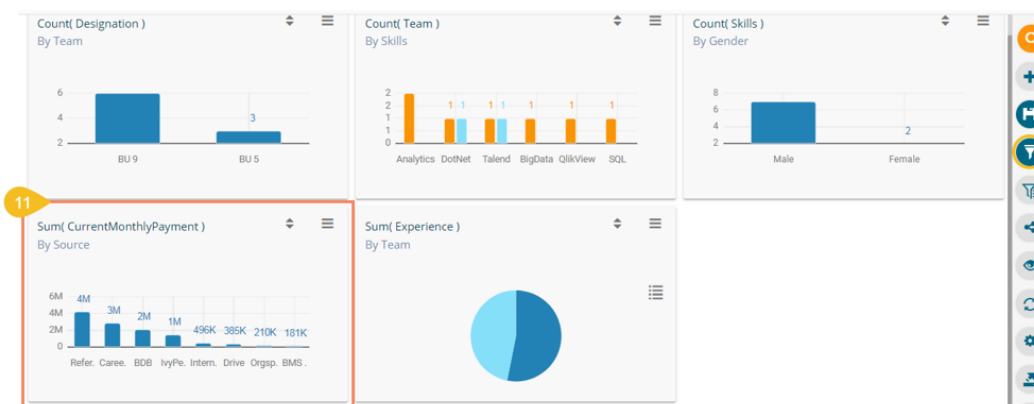 Count( Designation )
By Team
6
4
2
3
BU 9 BU 5
Count( Team )
By Skills
2
2
1
1
0
1 1 1 1 1 1 1
Analytics DotNet Talend BigData QlikView SQL
Count( Skills )
By Gender
8
6
4
2
2
Male Female
11
Sum( CurrentMonthlyPayment )
By Source
6M
4M
2M
0
4M 3M 2M 1M 496K 385K 210K 181K
Refer. Caree. BDB IvyPe. Intern. Drive Orgsp. BMS .
Sum( Experience )
By Team